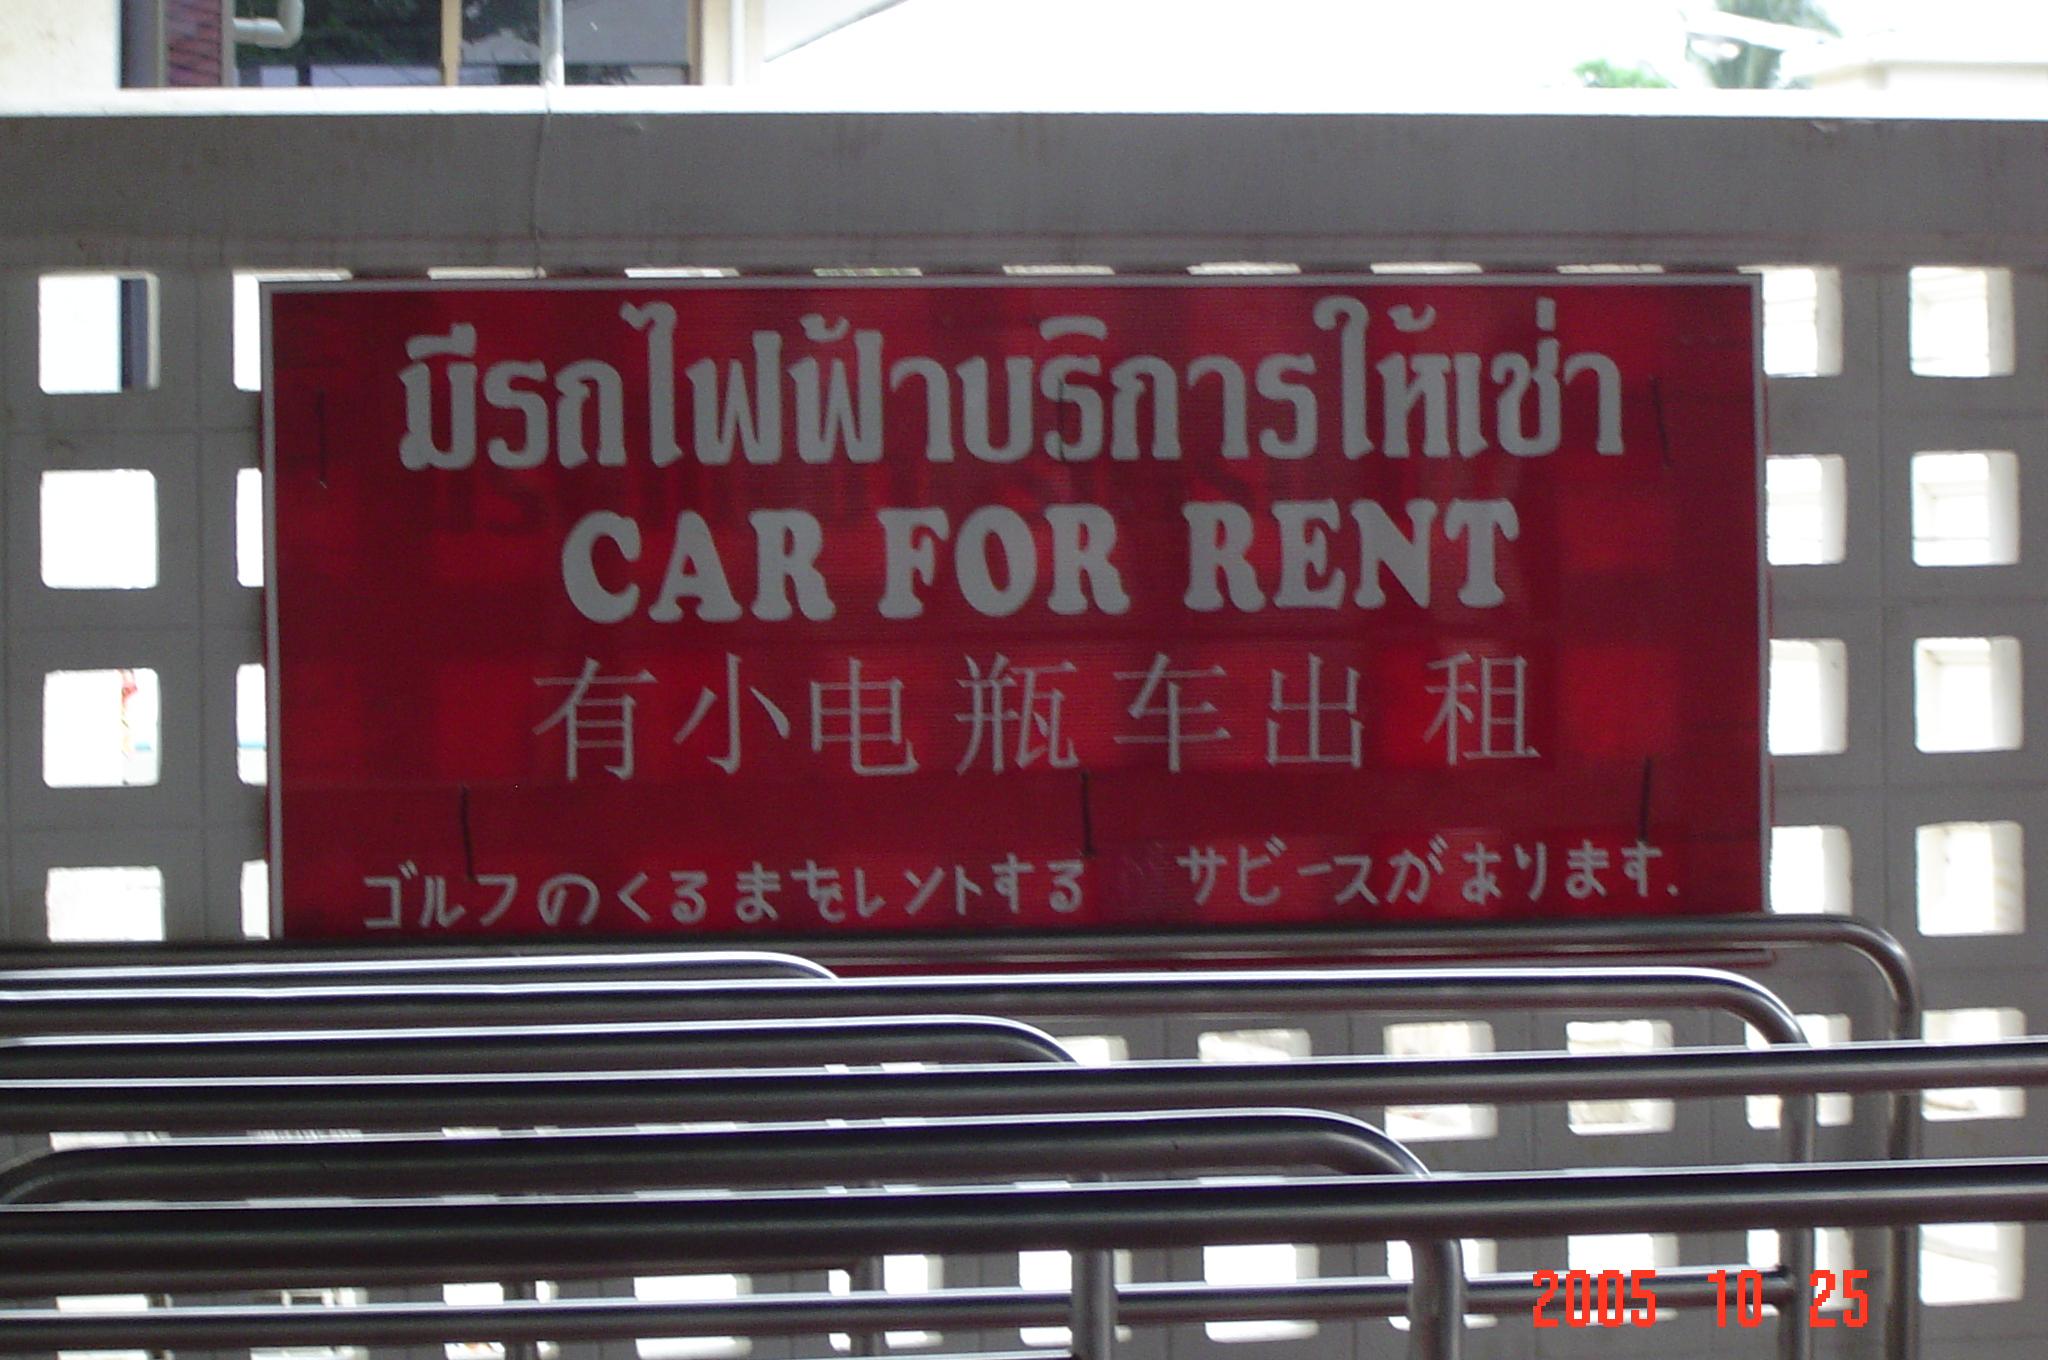 มีรถไฟฟ้าบริการให้เช่า
CAR FOR RENT
有小电瓶车出租
ゴルフのくるまをレントする サビースがあります.
2005 10 25